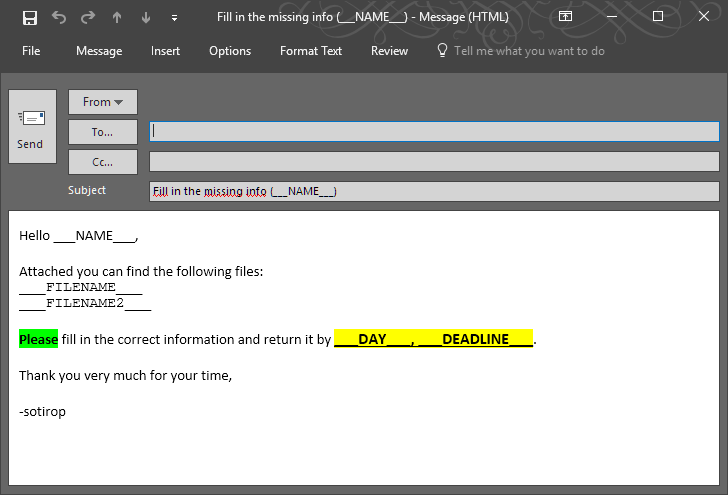 Fill in the missing info (___NAME___) - Message (HTML)
File Message Insert Options Format Text Review Tell me what you want to do
From
Send
To...
Cc...
Subject Fill in the missing info (___NAME___)
Hello ___NAME___,
Attached you can find the following files:
___FILENAME___
___FILENAME2___
Please fill in the correct information and return it by ___DAY___, ___DEADLINE___.
Thank you very much for your time,
-sotirop